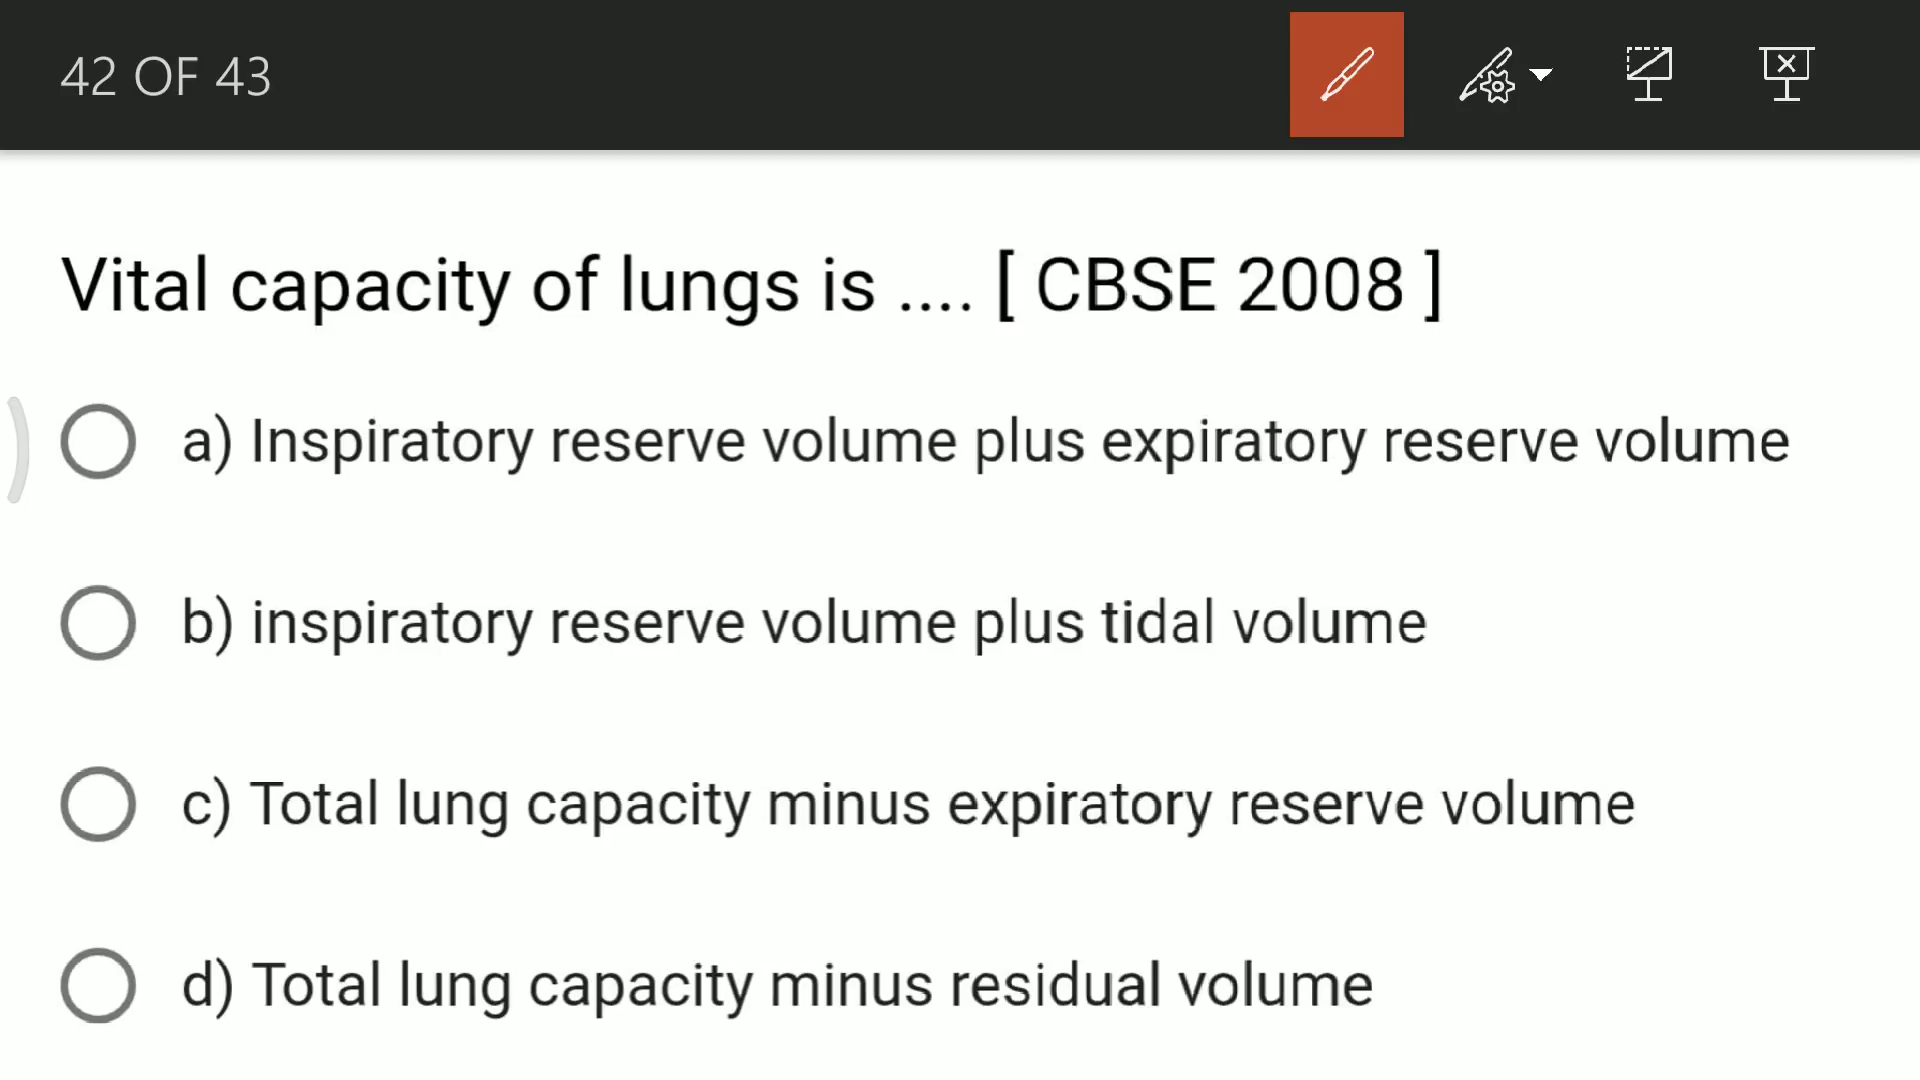 42 OF 43
Vital capacity of lungs is .... [ CBSE 2008 ]
a) Inspiratory reserve volume plus expiratory reserve volume
b) inspiratory reserve volume plus tidal volume
c) Total lung capacity minus expiratory reserve volume
d) Total lung capacity minus residual volume